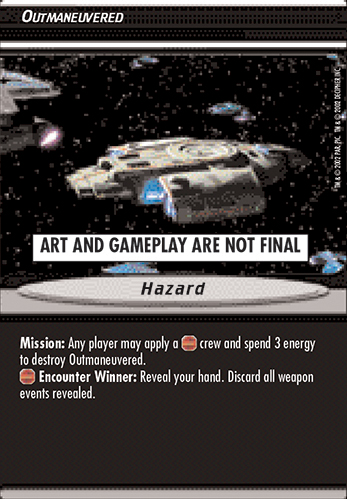 OUTMANEUVERED
TM & © 2002 PAR. PIC. TM & © 2002 DECIPHER INC.
ART AND GAMEPLAY ARE NOT FINAL
Hazard
Mission: Any player may apply a crew and spend 3 energy
to destroy Outmaneuvered.
Encounter Winner: Reveal your hand. Discard all weapon
events revealed.